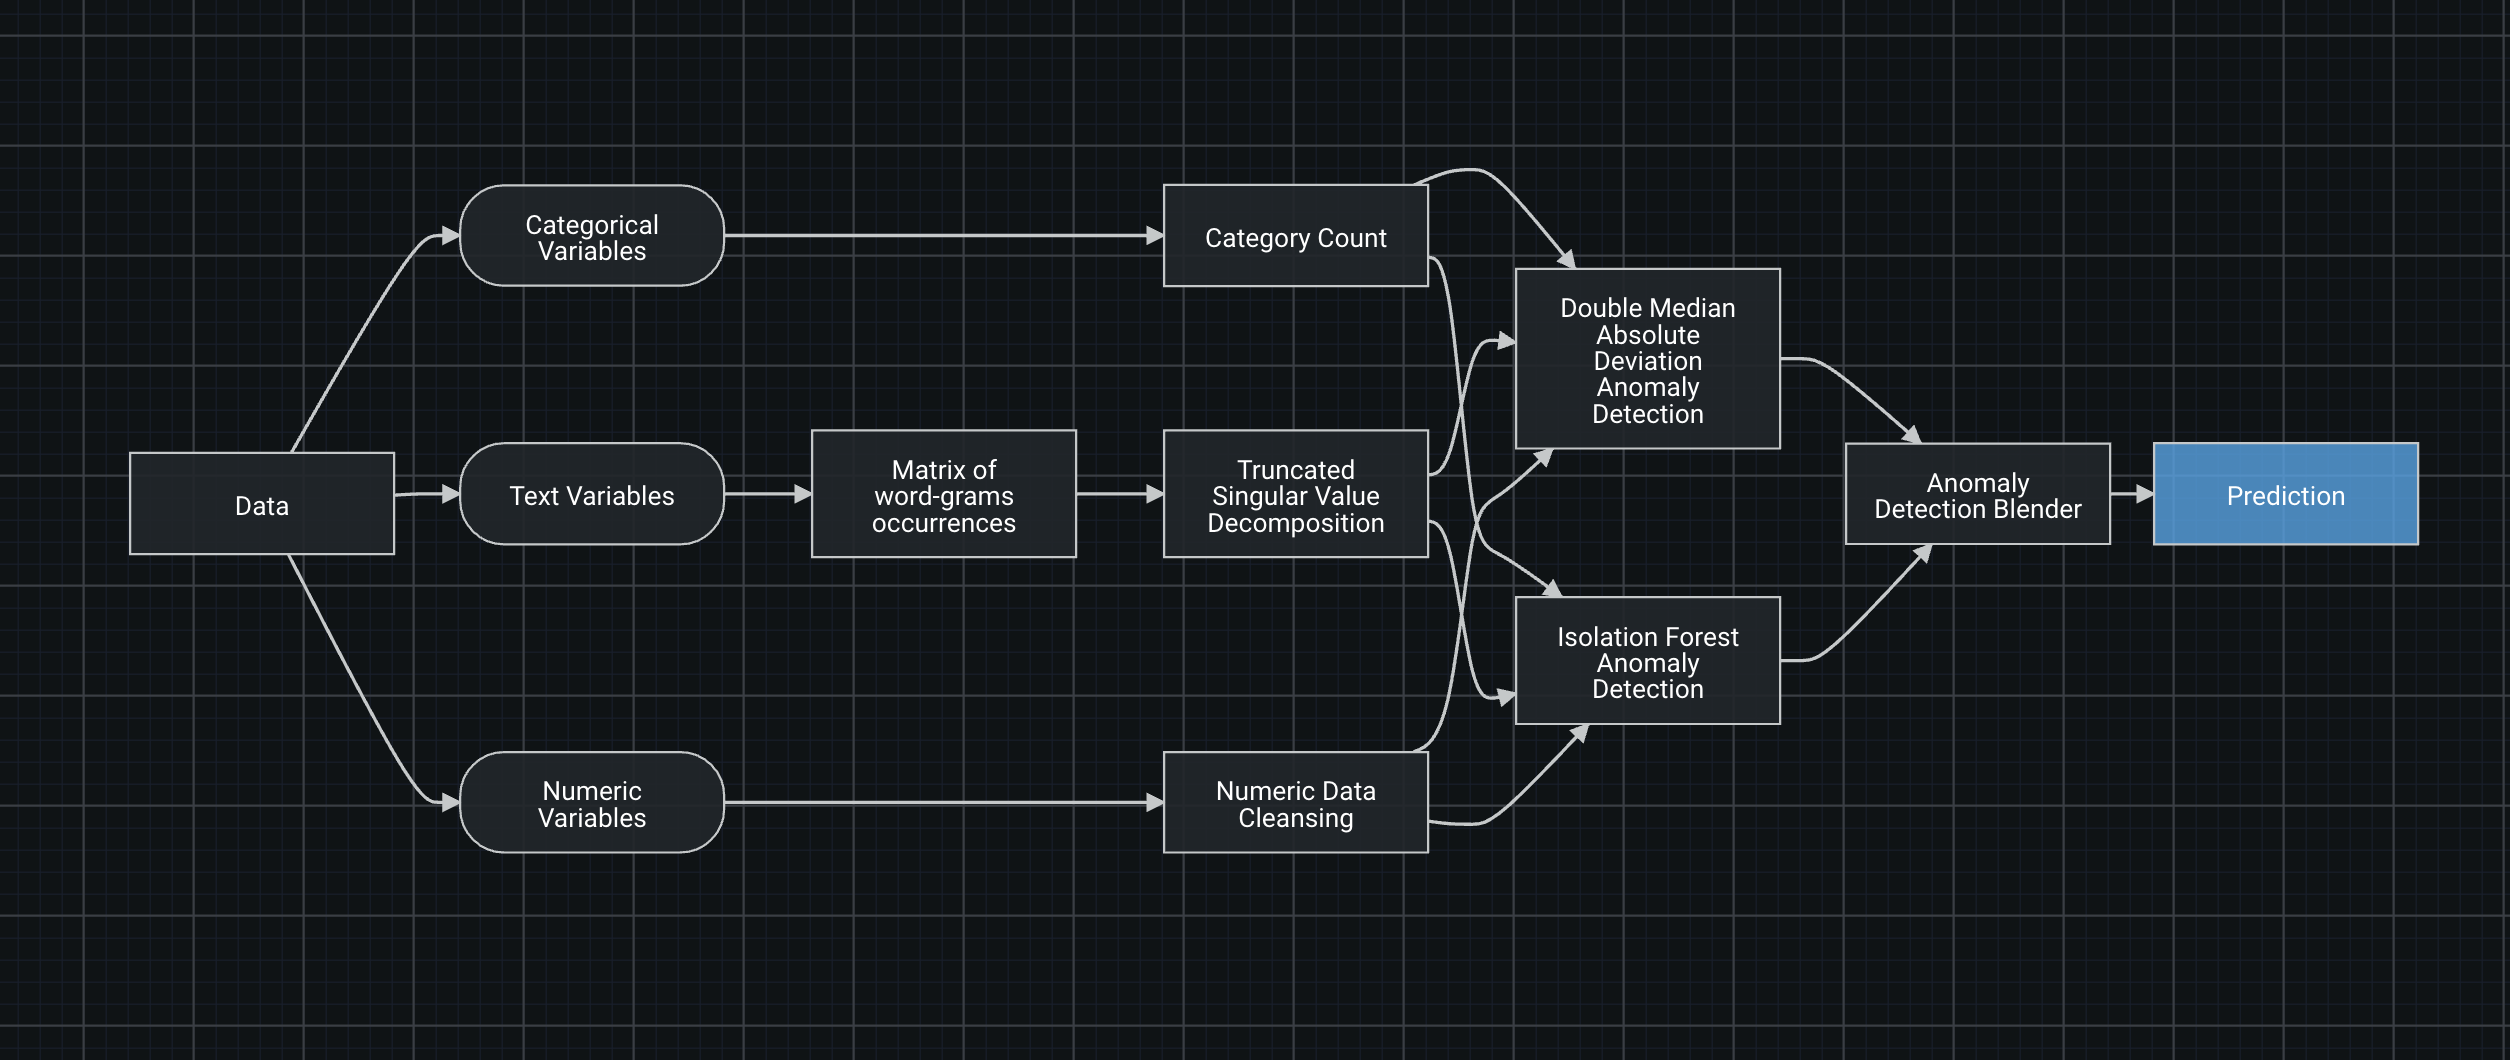 Categorical
Variables
Category Count
Double Median
Absolute
Deviation
Anomaly
Detection
Data
Text Variables
Matrix of
word-grams
occurrences
Truncated
Singular Value
Decomposition
Anomaly
Detection Blender
Prediction
Isolation Forest
Anomaly
Detection
Numeric
Variables
Numeric Data
Cleansing